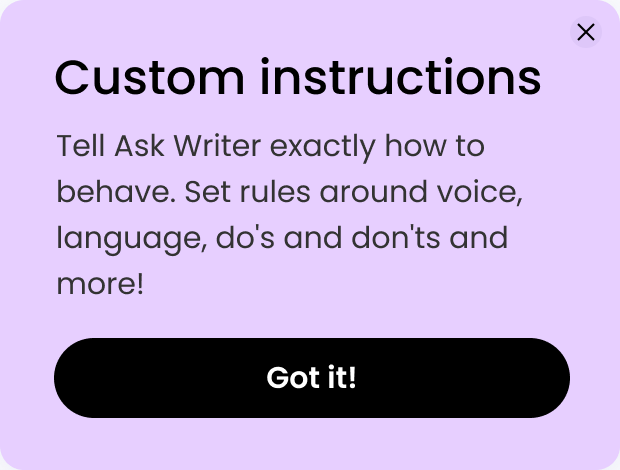 Custom instructions
Tell Ask Writer exactly how to
behave. Set rules around voice,
language, do's and don'ts and
more!
Got it!